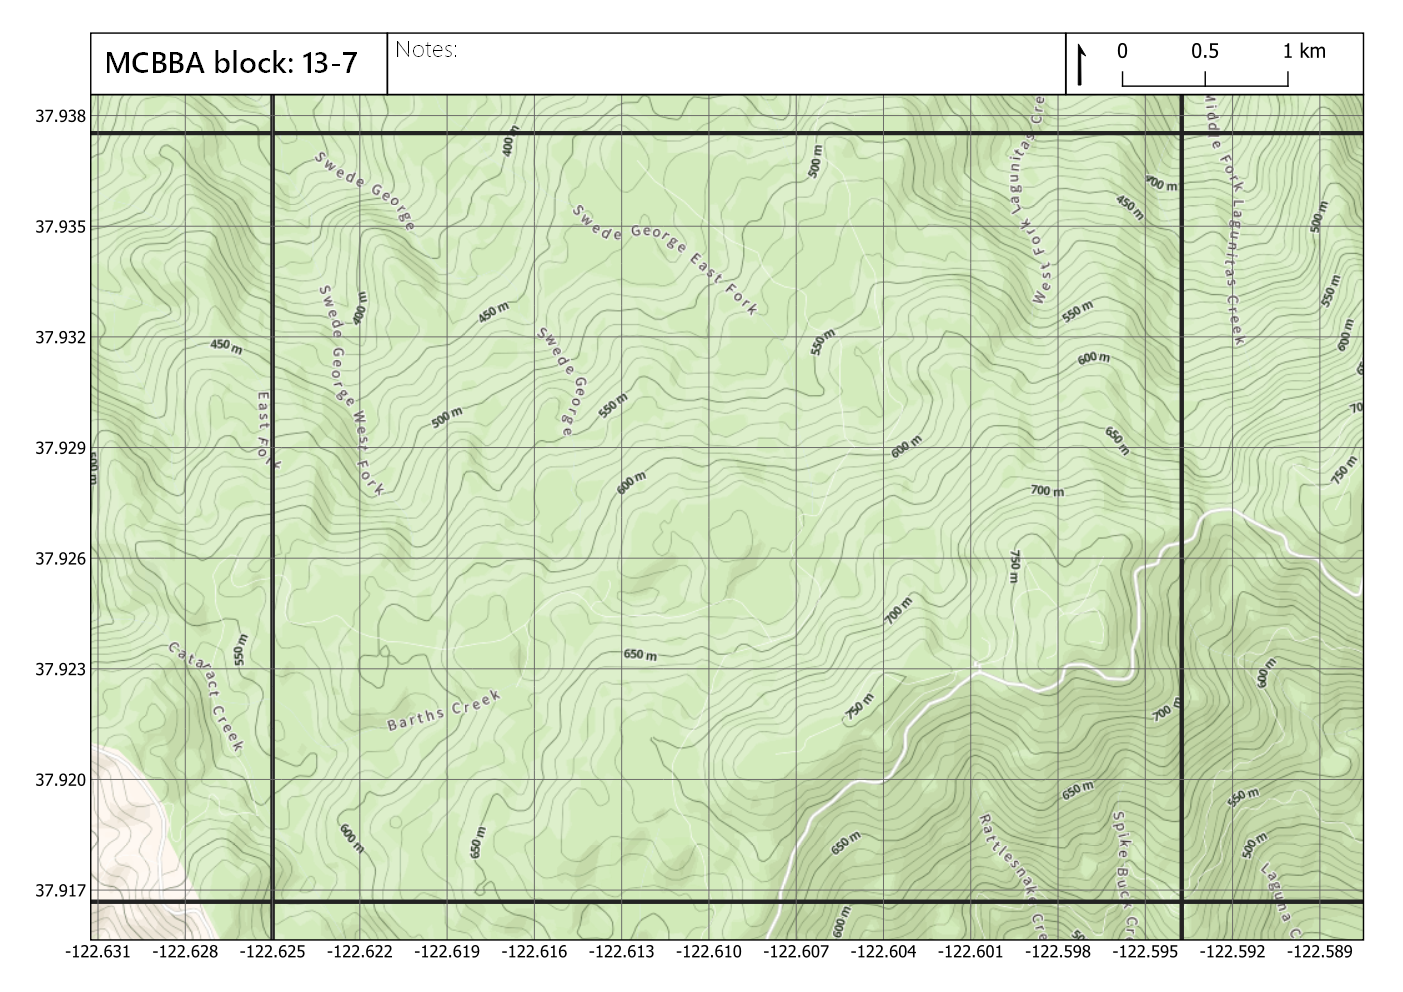 MCBBA block: 13-7
Notes:
0 0.5 1 km
37.938
37.935
37.932
37.929
37.926
37.923
37.920
37.917
-122.631 -122.628 -122.625 -122.622 -122.619 -122.616 -122.613 -122.610 -122.607 -122.604 -122.601 -122.598 -122.595 -122.592 -122.589
400 m
500 m
Swede George
Swede George East Fork
West Fork Lagunitas Cre
Middle Fork Lagunitas Creek
450 m
500 m
550 m
600 m
400 m
450 m
550 m
550 m
600 m
450 m
Swede George West Fork
Swede George
East Fork
500 m
550 m
600 m
650 m
750 m
600 m
700 m
750 m
700 m
550 m
Cataract Creek
Barths Creek
650 m
750 m
600 m
700 m
650 m
550 m
600 m
650 m
650 m
500 m
Rattlesnake Cre
Spike Buck Cr
Laguna C
600 m